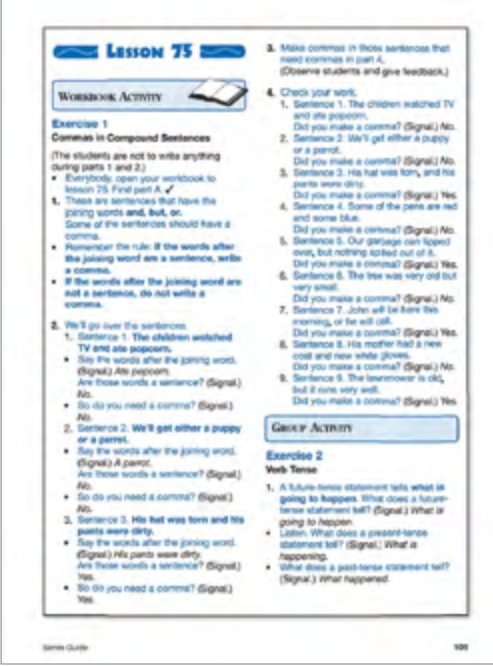 LESSON 75
WORKBOOK ACTIVITY
Exercise 1
Commas in Compound Sentences
(The students are not to write anything
during parts 1 and 2.)
• Everybody, open your workbook to
lesson 75. Find part A. ✓
1. These are sentences that have the
joining words and, but, or.
Some of the sentences should have a
comma.
• Remember the rule: If the words after
the joining word are a sentence, write
a comma.
• If the words after the joining word are
not a sentence, do not write a
comma.
2. We'll go over the sentences.
1. Sentence 1. The children watched
TV and ate popcorn.
• Say the words after the joining word.
(Signal.) Ate popcorn.
Are those words a sentence? (Signal.)
No.
• So do you need a comma? (Signal.)
No.
2. Sentence 2. We'll get either a puppy
or a parrot.
• Say the words after the joining word.
(Signal.) A parrot.
Are those words a sentence? (Signal.)
No.
• So do you need a comma? (Signal.)
No.
3. Sentence 3. His hat was torn and his
pants were dirty.
• Say the words after the joining word.
(Signal.) His pants were dirty.
Are those words a sentence? (Signal.)
Yes.
• So do you need a comma? (Signal.)
Yes.
3. Make commas in those sentences that
need commas in part A.
(Observe students and give feedback.)
4. Check your work.
1. Sentence 1. The children watched TV
and ate popcorn.
Did you make a comma? (Signal.) No.
2. Sentence 2. We'll get either a puppy
or a parrot.
Did you make a comma? (Signal.) No.
3. Sentence 3. His hat was torn, and his
pants were dirty.
Did you make a comma? (Signal.) Yes.
4. Sentence 4. Some of the pens are red
and some blue.
Did you make a comma? (Signal.) No.
5. Sentence 5. Our garbage can tipped
over, but nothing spilled out of it.
Did you make a comma? (Signal.) Yes.
6. Sentence 6. The tree was very old but
very small.
Did you make a comma? (Signal.) No.
7. Sentence 7. John will be here this
morning, or he will call.
Did you make a comma? (Signal.) Yes.
8. Sentence 8. His mother had a new
coat and new white gloves.
Did you make a comma? (Signal.) No.
9. Sentence 9. The lawnmower is old,
but it runs very well.
Did you make a comma? (Signal.) Yes.
GROUP ACTIVITY
Exercise 2
Verb Tense
1. A future-tense statement tells what is
going to happen. What does a future-
tense statement tell? (Signal.) What is
going to happen.
• Listen. What does a present-tense
statement tell? (Signal.) What is
happening.
• What does a past-tense statement tell?
(Signal.) What happened.
Series Guide